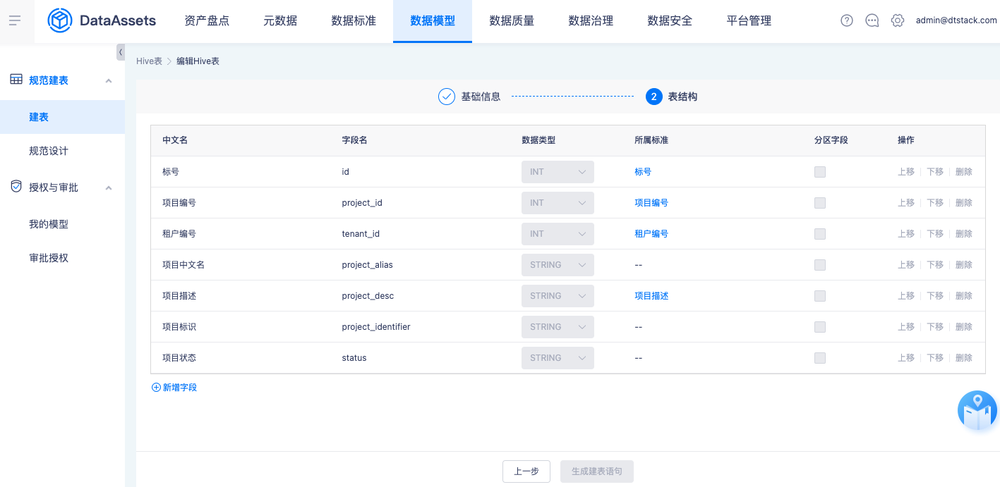 DataAssets 资产盘点 元数据 数据标准 数据模型 数据质量 数据治理 数据安全 平台管理 admin@dtstack.com
规范建表
建表
规范设计
授权与审批
我的模型
审批授权
Hive表 > 编辑Hive表
基础信息 2 表结构
中文名 字段名 数据类型 所属标准 分区字段 操作
标号 id INT 标号 上移 下移 删除
项目编号 project_id INT 项目编号 上移 下移 删除
租户编号 tenant_id INT 租户编号 上移 下移 删除
项目中文名 project_alias STRING -- 上移 下移 删除
项目描述 project_desc STRING 项目描述 上移 下移 删除
项目标识 project_identifier STRING -- 上移 下移 删除
项目状态 status STRING -- 上移 下移 删除
新增字段
上一步 生成建表语句